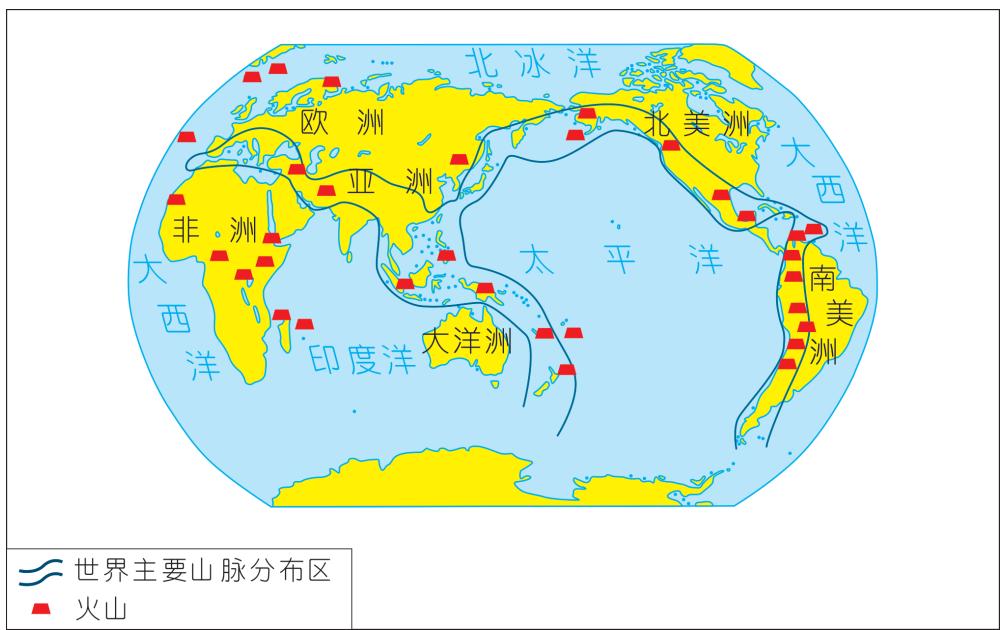 北冰洋
欧洲
北美洲
大西洋
亚洲
非洲
太平洋
大西洋
南美洲
印度洋
大洋洲
世界主要山脉分布区
火山